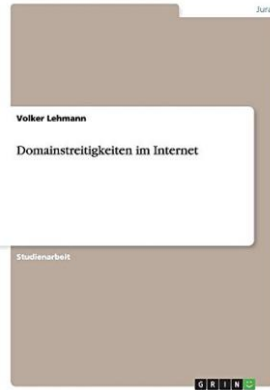 Jura
Volker Lehmann
Domainstreitigkeiten im Internet
Studienarbeit
GRIN